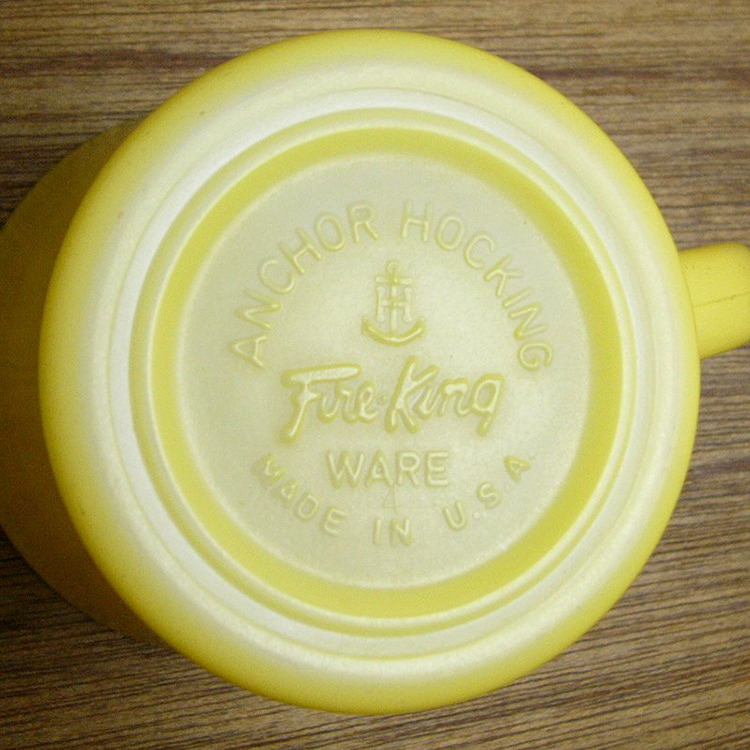 ANCHOR HOCKING
H
Fire-King
WARE
4
MADE IN U.S.A.